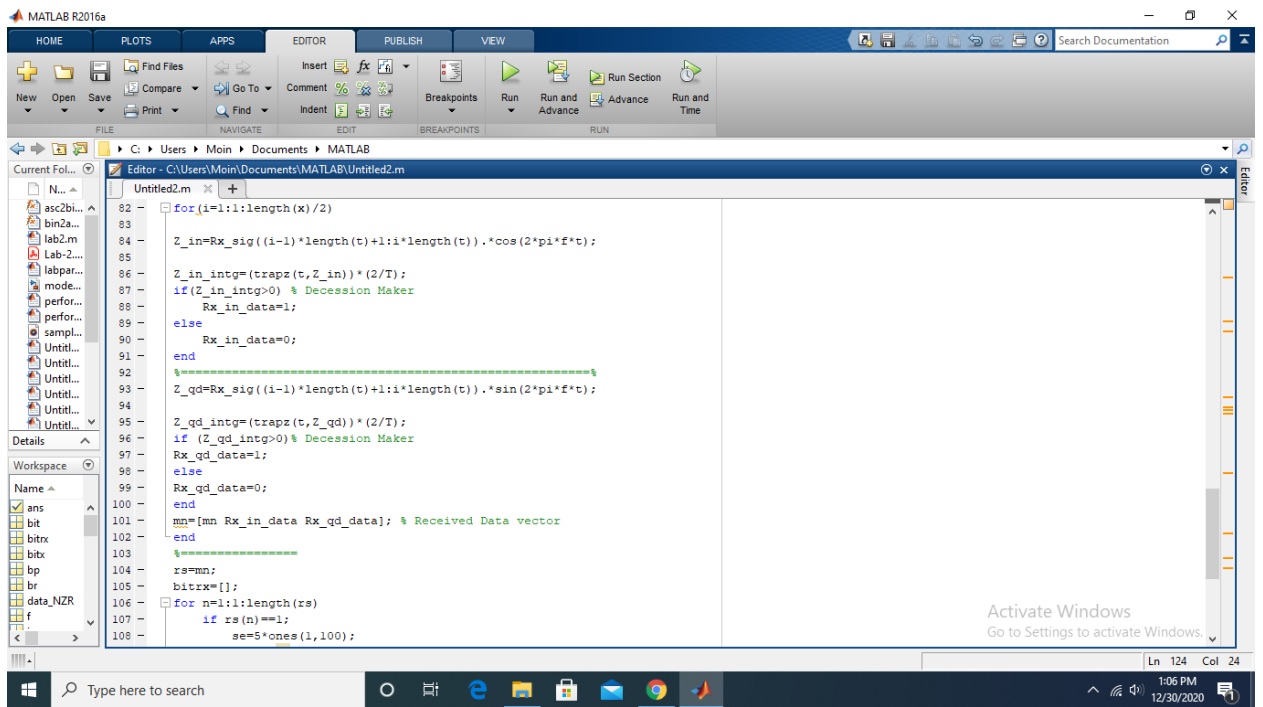 MATLAB R2016a
HOME PLOTS APPS EDITOR PUBLISH VIEW Search Documentation
Find Files Insert fx
Compare Go To Comment Run Section
New Open Save Breakpoints Run Run and Advance Advance Run and Time
Print Find Indent
FILE NAVIGATE EDIT BREAKPOINTS RUN
C: Users Moin Documents MATLAB
Current Fol... Editor - C:\Users\Moin\Documents\MATLAB\Untitled2.m Editor
N... Untitled2.m +
asc2bi...
bin2a...
lab2.m
Lab-2....
labpar...
mode...
perfor...
perfor...
sampl...
Untitl...
Untitl...
Untitl...
Untitl...
Untitl...
Untitl...
Details
Workspace
Name
ans
bit
bitrx
bitx
bp
br
data_NZR
f
82 - for(i=1:1:length(x)/2)
83
84 - Z_in=Rx_sig((i-1)*length(t)+1:i*length(t)).*cos(2*pi*f*t);
85
86 - Z_in_intg=(trapz(t,Z_in))*(2/T);
87 - if(Z_in_intg>0) % Decession Maker
88 - Rx_in_data=1;
89 - else
90 - Rx_in_data=0;
91 - end
92 %========================================================%
93 - Z_qd=Rx_sig((i-1)*length(t)+1:i*length(t)).*sin(2*pi*f*t);
94
95 - Z_qd_intg=(trapz(t,Z_qd))*(2/T);
96 - if (Z_qd_intg>0)% Decession Maker
97 - Rx_qd_data=1;
98 - else
99 - Rx_qd_data=0;
100 - end
101 - mn=[mn Rx_in_data Rx_qd_data]; % Received Data vector
102 - end
103 %================
104 - rs=mn;
105 - bitrx=[];
106 - for n=1:1:length(rs)
107 - if rs(n)==1;
108 - se=5*ones(1,100);
Activate Windows
Go to Settings to activate Windows.
Ln 124 Col 24
Type here to search
1:06 PM
12/30/2020